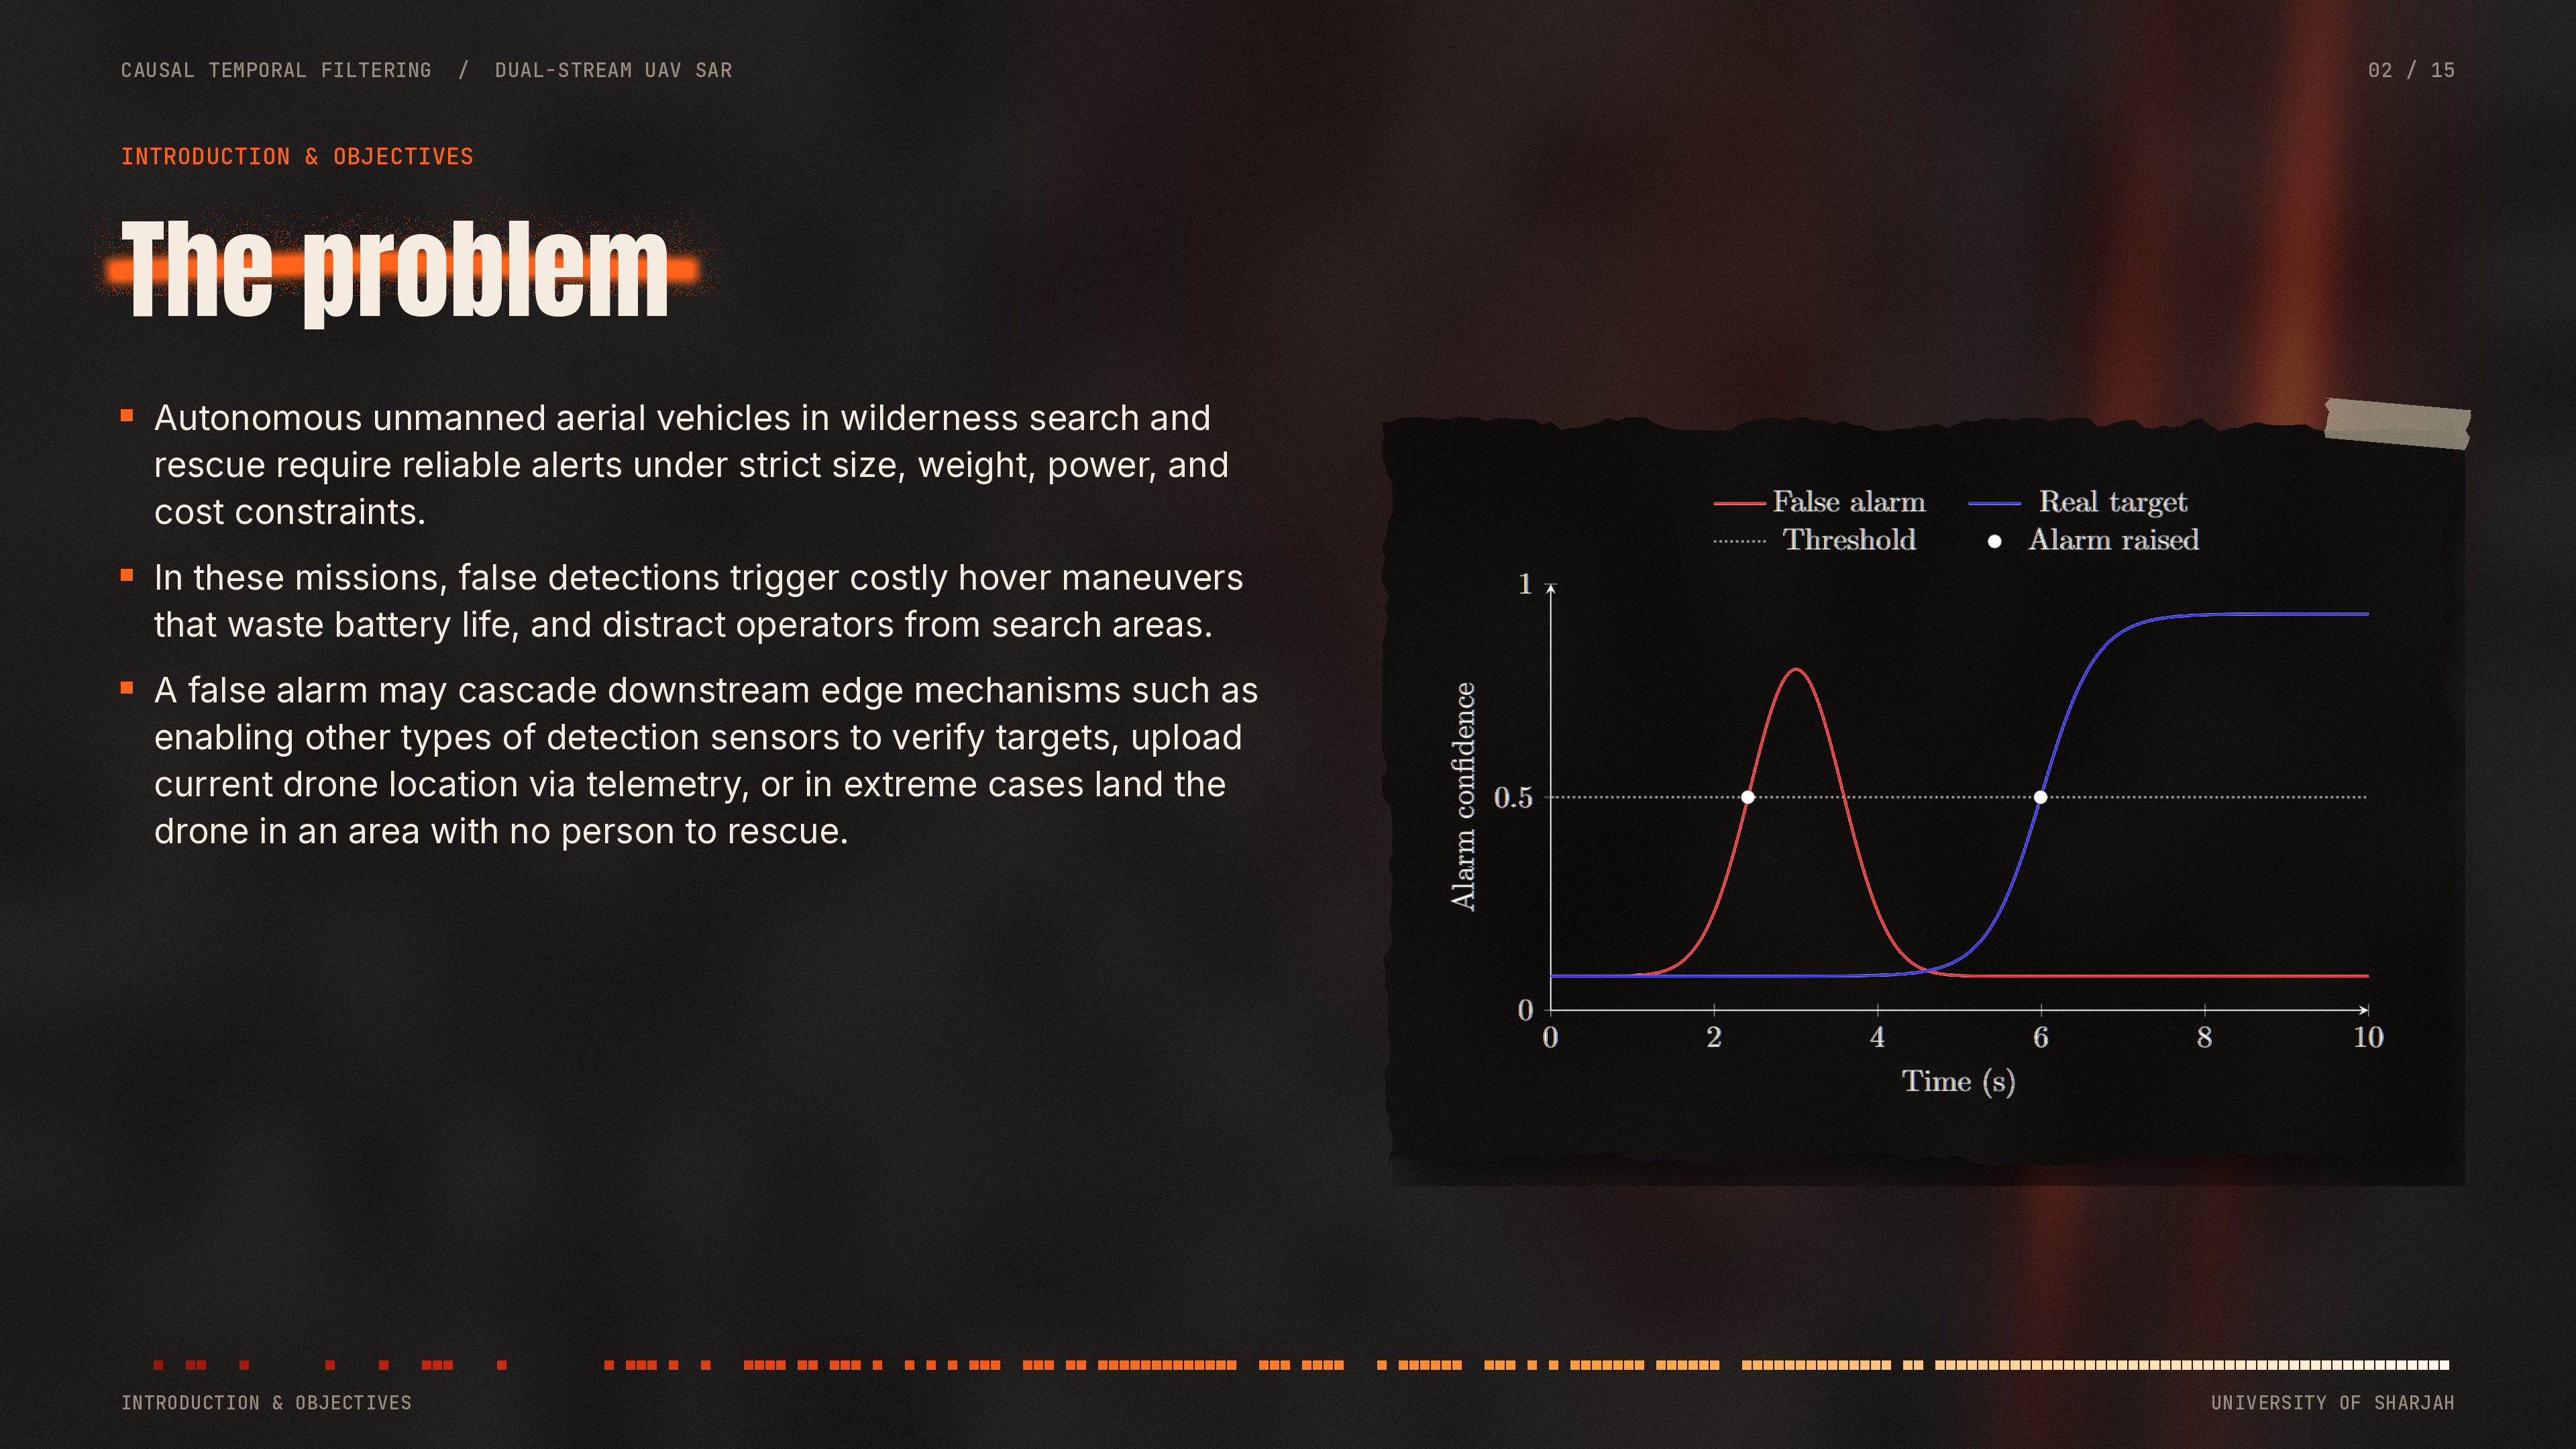 CAUSAL TEMPORAL FILTERING / DUAL-STREAM UAV SAR
02 / 15
INTRODUCTION & OBJECTIVES
The problem
Autonomous unmanned aerial vehicles in wilderness search and
rescue require reliable alerts under strict size, weight, power, and
cost constraints.
In these missions, false detections trigger costly hover maneuvers
that waste battery life, and distract operators from search areas.
A false alarm may cascade downstream edge mechanisms such as
enabling other types of detection sensors to verify targets, upload
current drone location via telemetry, or in extreme cases land the
drone in an area with no person to rescue.
False alarm Real target
Threshold Alarm raised
1
0.5
0
Alarm confidence
0 2 4 6 8 10
Time (s)
INTRODUCTION & OBJECTIVES
UNIVERSITY OF SHARJAH